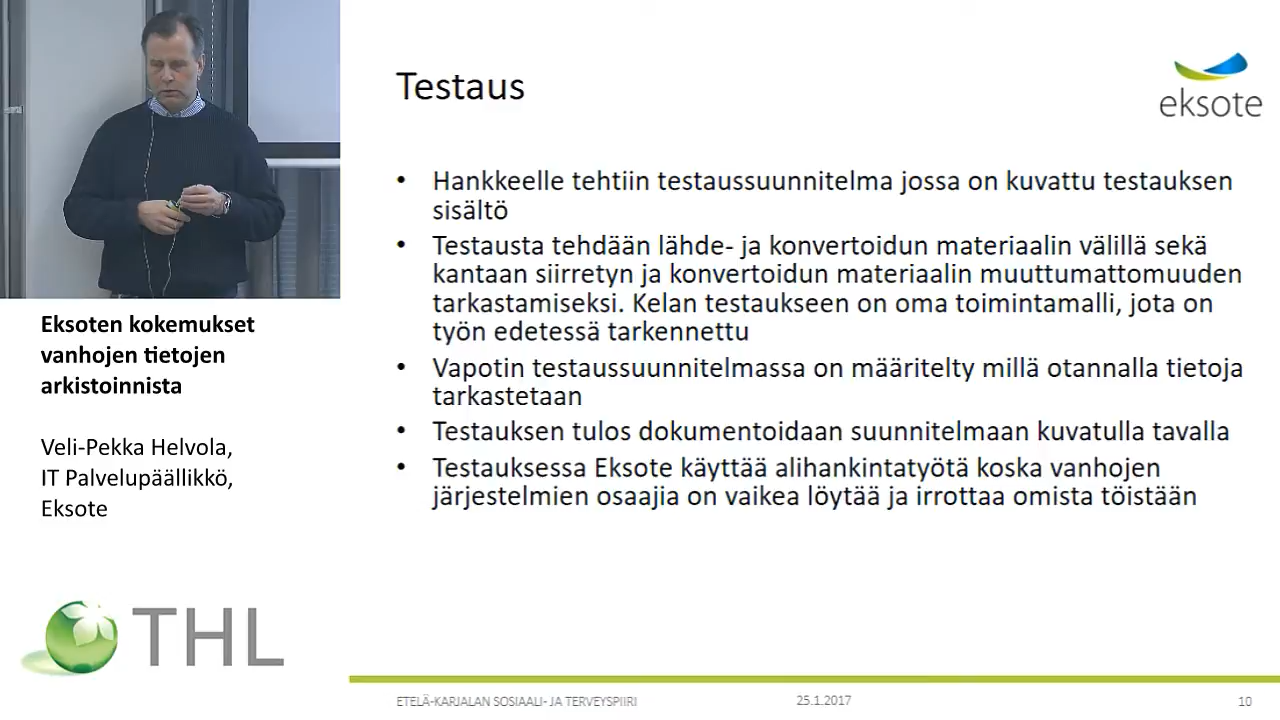 Testaus
eksote
• Hankkeelle tehtiin testaussuunnitelma jossa on kuvattu testauksen
sisältö
• Testausta tehdään lähde- ja konvertoidun materiaalin välillä sekä
kantaan siirretyn ja konvertoidun materiaalin muuttumattomuuden
tarkastamiseksi. Kelan testaukseen on oma toimintamalli, jota on
työn edetessä tarkennettu
• Vapotin testaussuunnitelmassa on määritelty millä otannalla tietoja
tarkastetaan
• Testauksen tulos dokumentoidaan suunnitelmaan kuvatulla tavalla
• Testauksessa Eksote käyttää alihankintatyötä koska vanhojen
järjestelmien osaajia on vaikea löytää ja irrottaa omista töistään
Eksoten kokemukset
vanhojen tietojen
arkistoinnista
Veli-Pekka Helvola,
IT Palvelupäällikkö,
Eksote
THL
ETELÄ-KARJALAN SOSIAALI- JA TERVEYSPIIRI
25.1.2017
10